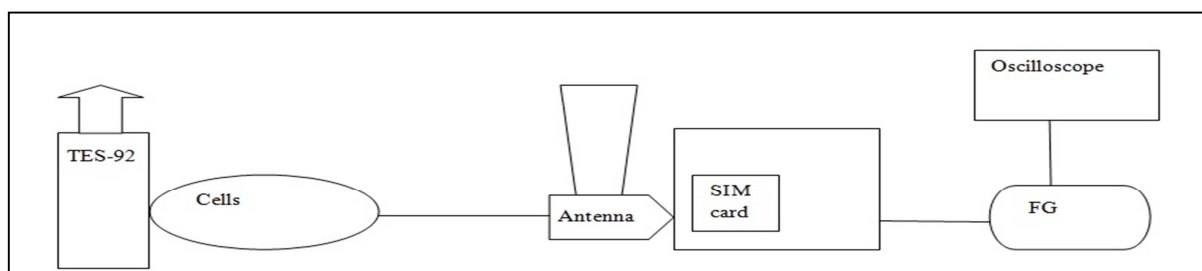 TES-92
Cells
Antenna
SIM
card
Oscilloscope
FG